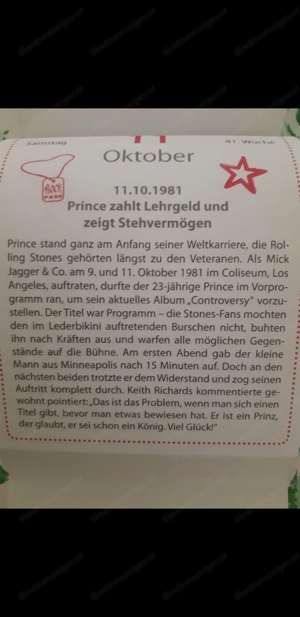 Samstag
11
41. Woche
Oktober
ROCK
11.10.1981
Prince zahlt Lehrgeld und
zeigt Stehvermögen
Prince stand ganz am Anfang seiner Weltkarriere, die Rol-
ling Stones gehörten längst zu den Veteranen. Als Mick
Jagger & Co. am 9. und 11. Oktober 1981 im Coliseum, Los
Angeles, auftraten, durfte der 23-jährige Prince im Vorpro-
gramm ran, um sein aktuelles Album „Controversy" vorzu-
stellen. Der Titel war Programm – die Stones-Fans mochten
den im Lederbikini auftretenden Burschen nicht, buhten
ihn nach Kräften aus und warfen alle möglichen Gegen-
stände auf die Bühne. Am ersten Abend gab der kleine
Mann aus Minneapolis nach 15 Minuten auf. Doch an den
nächsten beiden trotzte er dem Widerstand und zog seinen
Auftritt komplett durch. Keith Richards kommentierte ge-
wohnt pointiert: „Das ist das Problem, wenn man sich einen
Titel gibt, bevor man etwas bewiesen hat. Er ist ein Prinz,
der glaubt, er sei schon ein König. Viel Glück!"